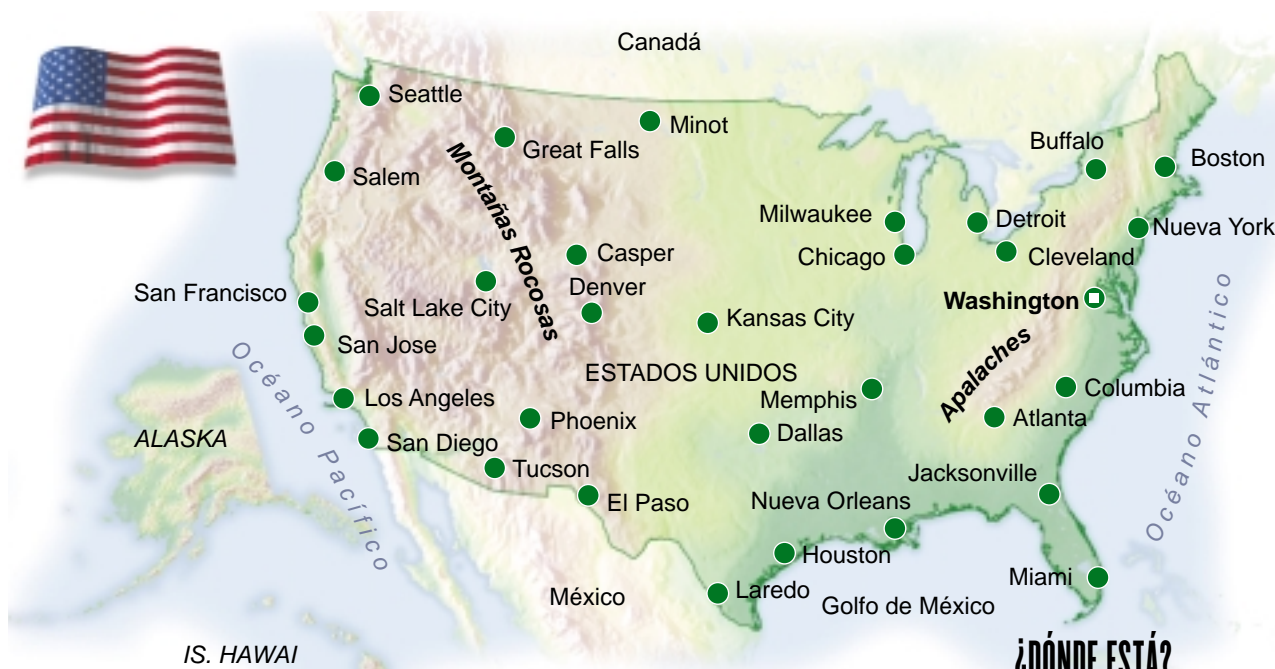 Canadá
Seattle
Minot
Great Falls
Buffalo
Boston
Salem
Montañas Rocosas
Milwaukee
Detroit
Nueva York
Casper
Chicago
Cleveland
Salt Lake City
Denver
San Francisco
Washington
Kansas City
San Jose
Océano Pacífico
Océano Atlántico
ESTADOS UNIDOS
Apalaches
Los Angeles
Memphis
Columbia
Phoenix
Atlanta
ALASKA
San Diego
Dallas
Tucson
Jacksonville
El Paso
Nueva Orleans
Houston
Miami
Laredo
México
Golfo de México
IS. HAWAI
¿DÓNDE ESTÁ?